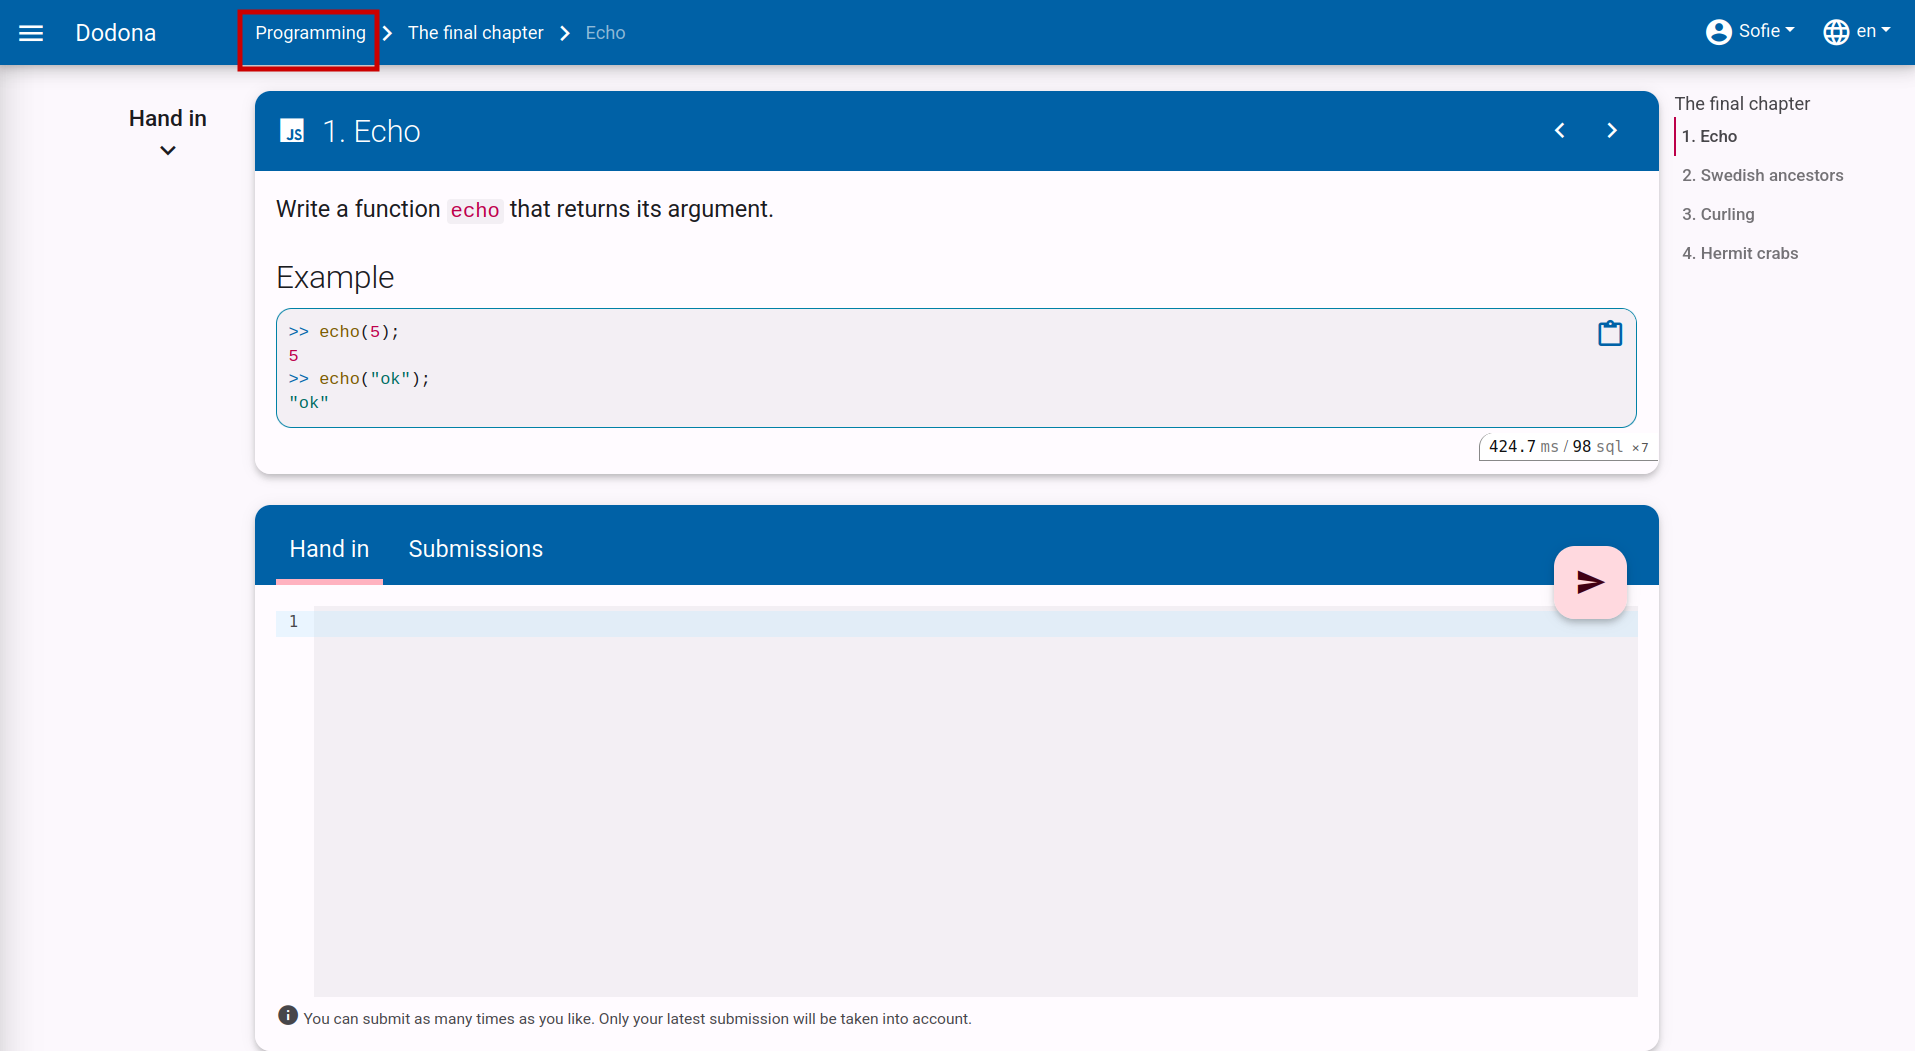 Dodona
Programming
The final chapter
Echo
Sofie
en
Hand in
JS
1. Echo
Write a function echo that returns its argument.
Example
>> echo(5);
5
>> echo("ok");
"ok"
424.7 ms / 98 sql ×7
The final chapter
1. Echo
2. Swedish ancestors
3. Curling
4. Hermit crabs
Hand in
Submissions
1
You can submit as many times as you like. Only your latest submission will be taken into account.